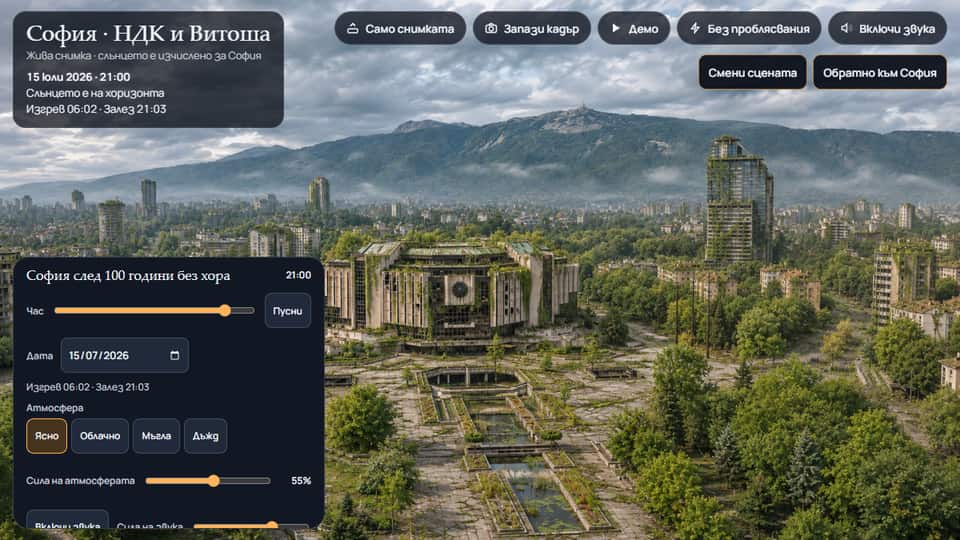 София · НДК и Витоша
Жива снимка · слънцето е изчислено за София
15 юли 2026 · 21:00
Слънцето е на хоризонта
Изгрев 06:02 · Залез 21:03
Само снимката
Запази кадър
Демо
Без проблясвания
Включи звука
Смени сцената
Обратно към София
София след 100 години без хора
21:00
Час
Пусни
Дата
15/07/2026
Изгрев 06:02 · Залез 21:03
Атмосфера
Ясно
Облачно
Мъгла
Дъжд
Сила на атмосферата
55%
Включи звука
Сила на звука